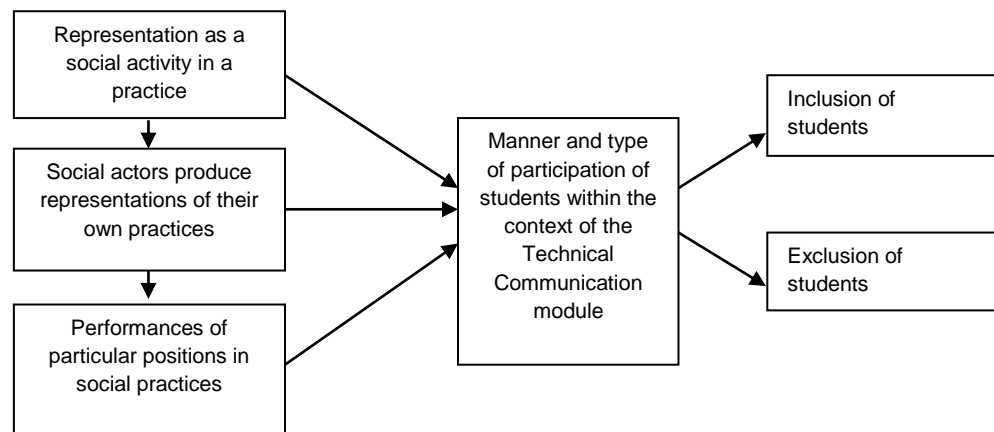 Representation as a
social activity in a
practice
Social actors produce
representations of their
own practices
Performances of
particular positions in
social practices
Manner and type
of participation of
students within the
context of the
Technical
Communication
module
Inclusion of
students
Exclusion of
students